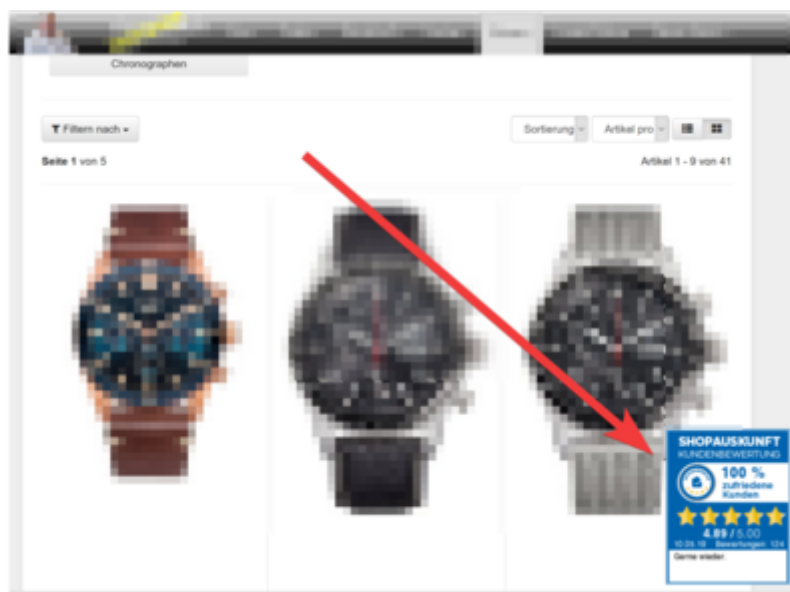 Chronographen
Filtern nach
Sortierung
Artikel pro
Seite 1 von 5
Artikel 1 - 9 von 41
SHOPAUSKUNFT
KUNDENBEWERTUNG
100 %
zufriedene
Kunden
4.89 / 5.00
Bewertungen: 124
Gerne wieder.